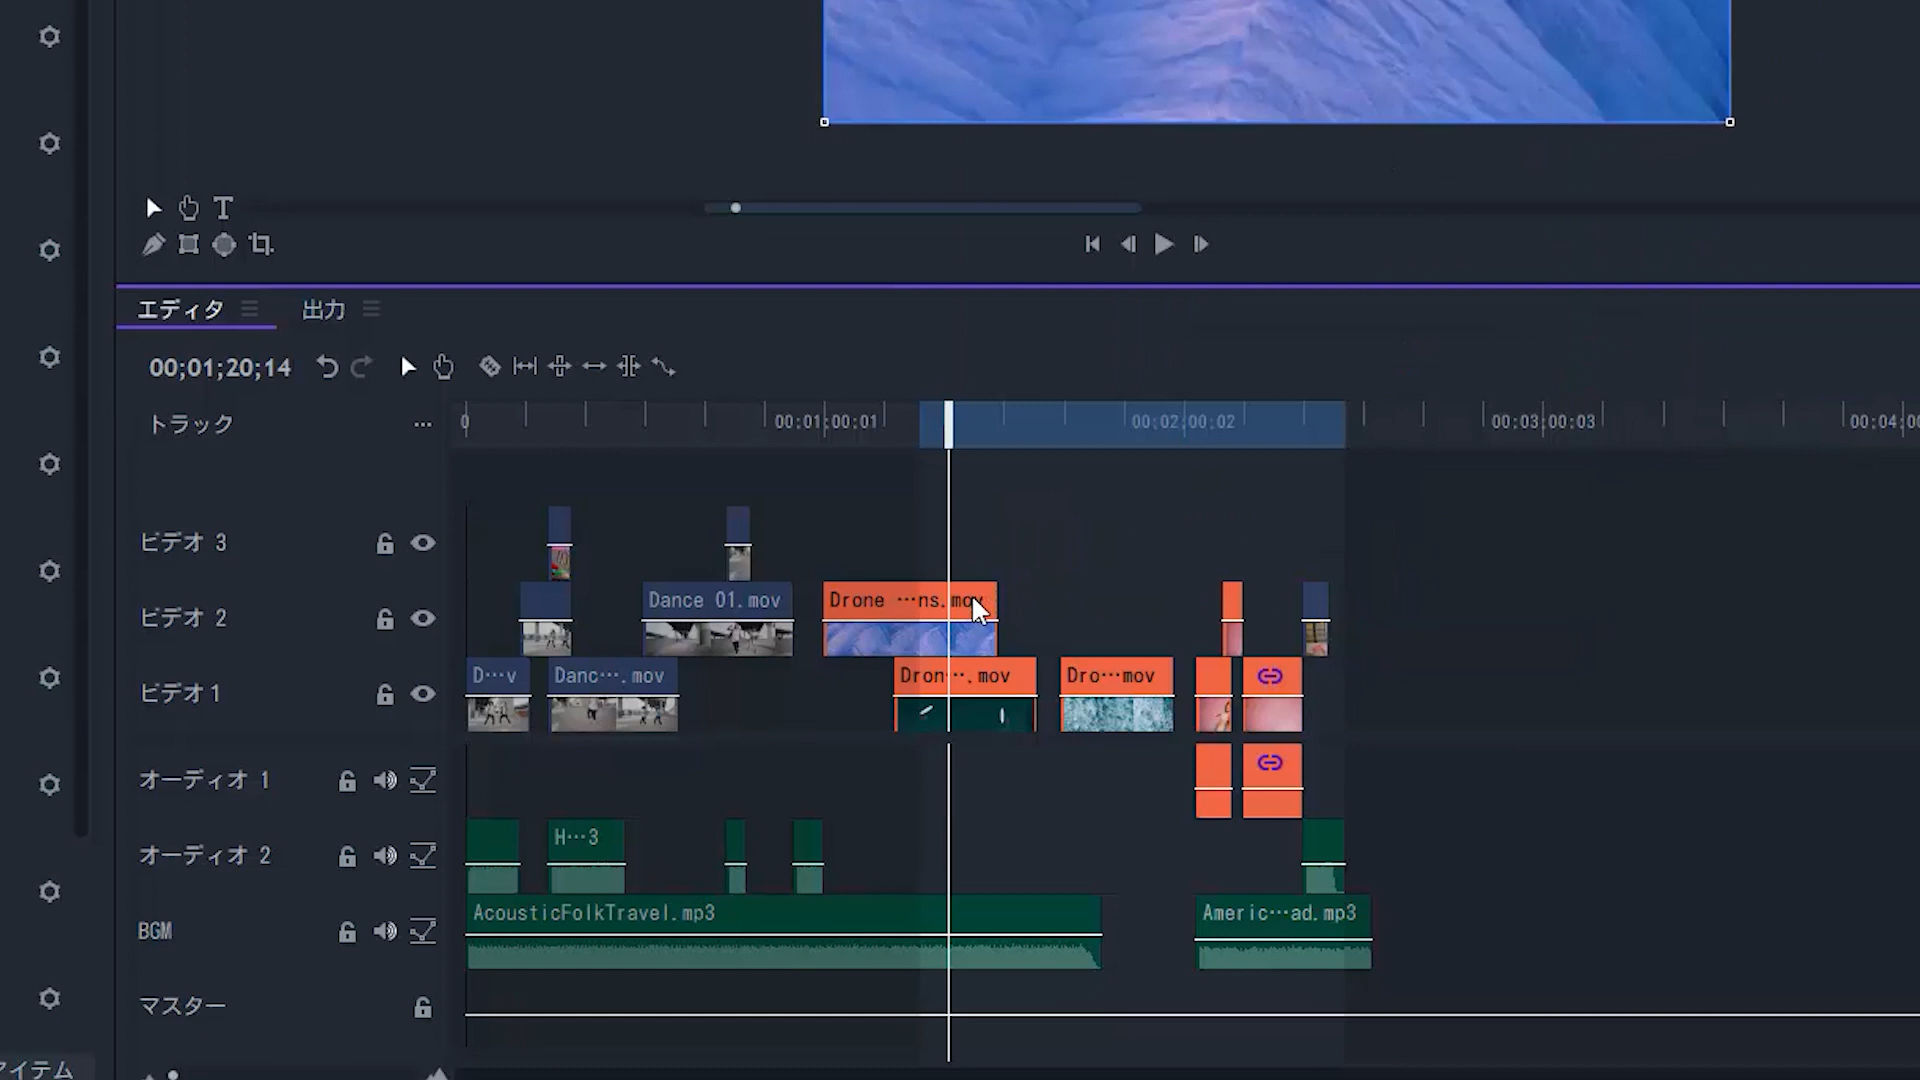 T
エディタ
出力
00;01;20;14
トラック
0
00:01:00:01
00:02:00:02
00:03:00:03
00:04:00
ビデオ 3
ビデオ 2
Dance 01.mov
Drone …ns.mov
ビデオ1
D…v
Danc….mov
Dron….mov
Dro…mov
オーディオ 1
オーディオ 2
H…3
BGM
AcousticFolkTravel.mp3
Americ…ad.mp3
マスター
アイテム